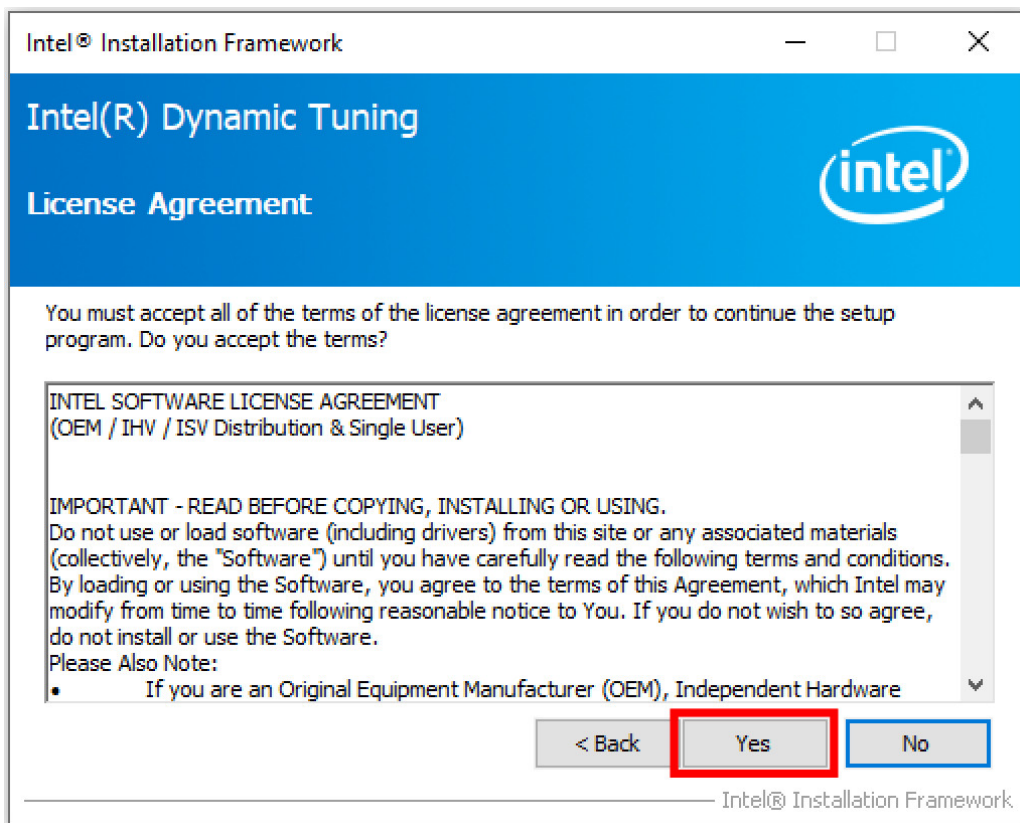 Intel® Installation Framework
Intel(R) Dynamic Tuning
intel
License Agreement
You must accept all of the terms of the license agreement in order to continue the setup
program. Do you accept the terms?
INTEL SOFTWARE LICENSE AGREEMENT
(OEM / IHV / ISV Distribution & Single User)
IMPORTANT - READ BEFORE COPYING, INSTALLING OR USING.
Do not use or load software (including drivers) from this site or any associated materials
(collectively, the "Software") until you have carefully read the following terms and conditions.
By loading or using the Software, you agree to the terms of this Agreement, which Intel may
modify from time to time following reasonable notice to You. If you do not wish to so agree,
do not install or use the Software.
Please Also Note:
• If you are an Original Equipment Manufacturer (OEM), Independent Hardware
< Back Yes No
Intel® Installation Framework